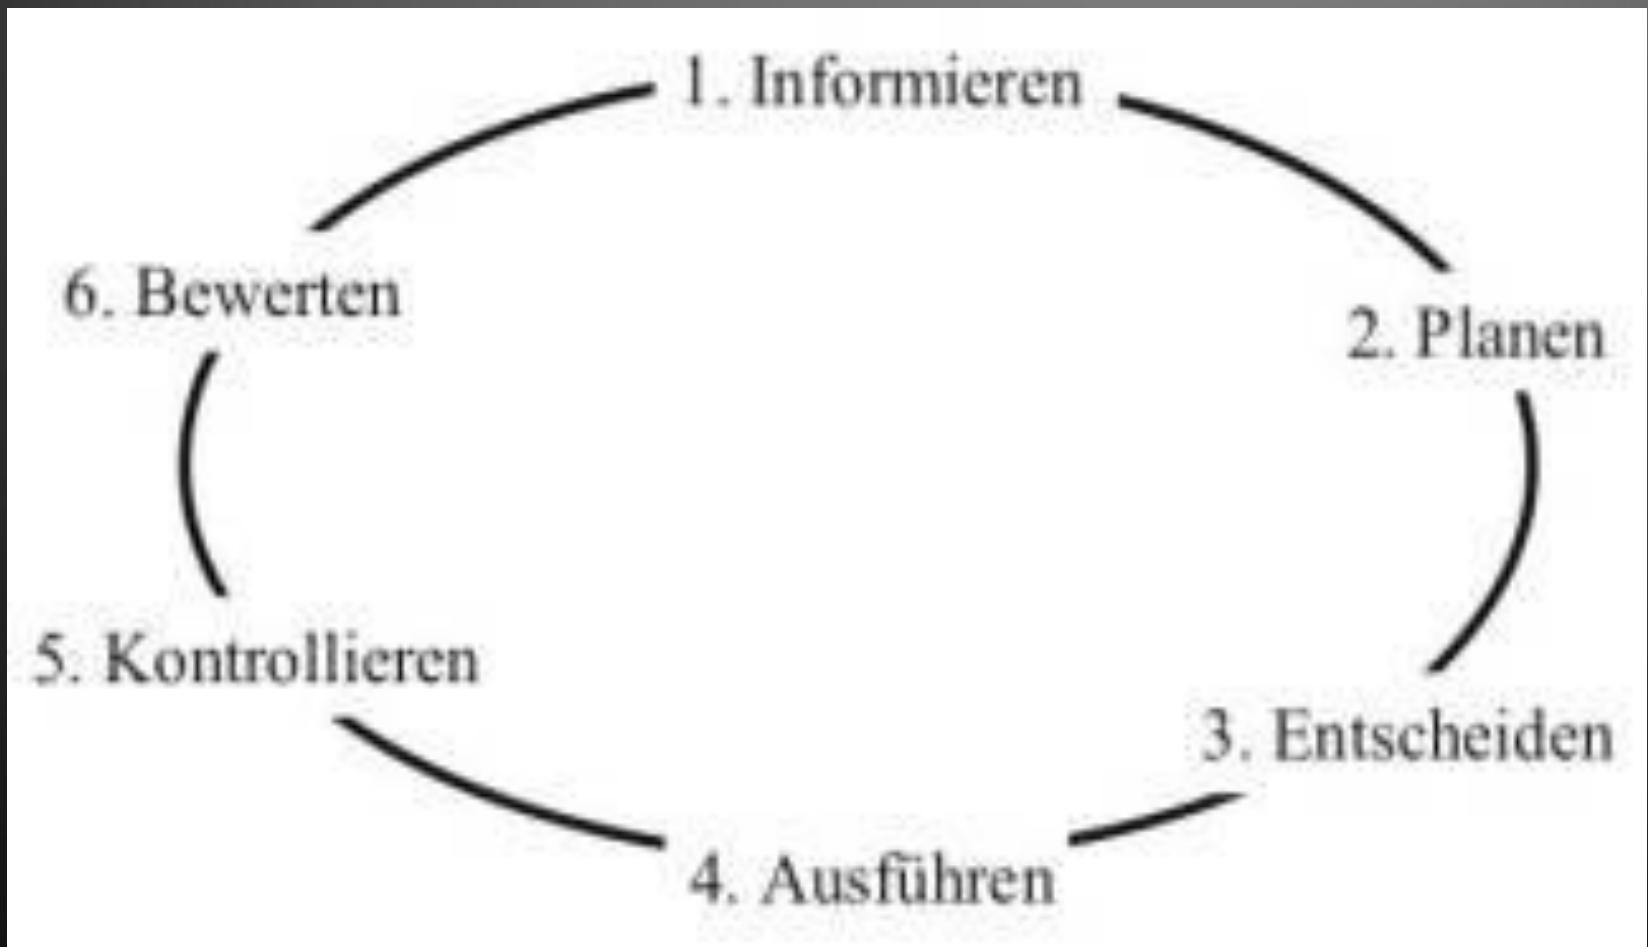 1. Informieren
2. Planen
3. Entscheiden
4. Ausführen
5. Kontrollieren
6. Bewerten